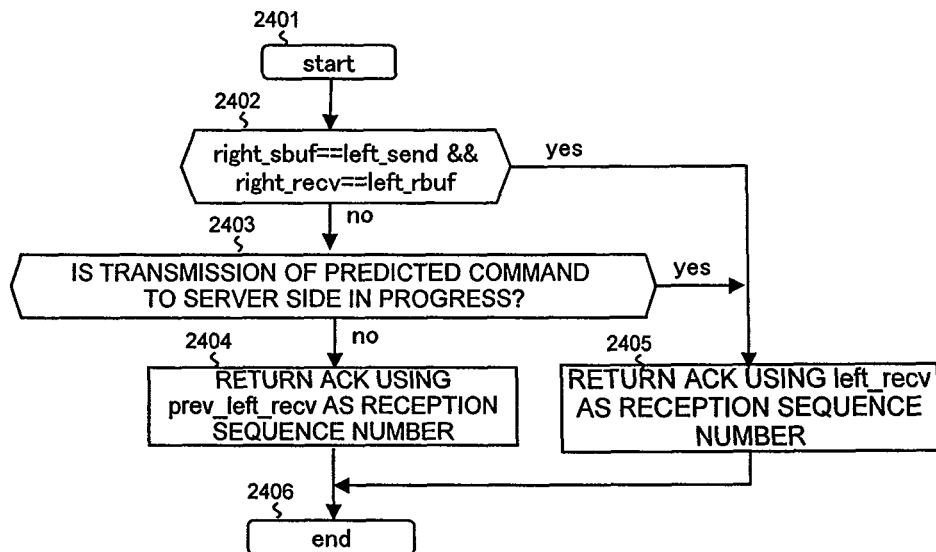 2401
start
2402
right_sbuf==left_send &&
right_recv==left_rbuf
yes
no
2403
IS TRANSMISSION OF PREDICTED COMMAND
TO SERVER SIDE IN PROGRESS?
yes
no
2404
RETURN ACK USING
prev_left_recv AS RECEPTION
SEQUENCE NUMBER
2405
RETURN ACK USING left_recv
AS RECEPTION SEQUENCE
NUMBER
2406
end